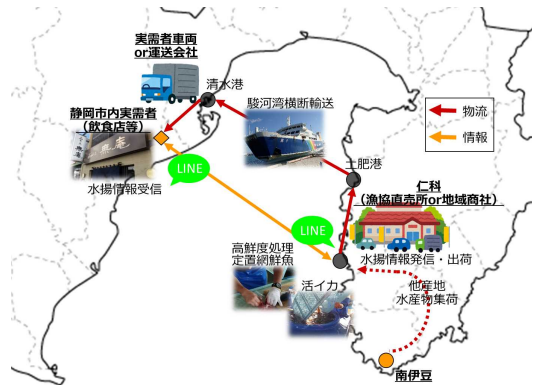 実需者車両
or運送会社
清水港
静岡市内実需者
(飲食店等)
水揚情報受信
駿河湾横断輸送
物流
情報
LINE
土肥港
仁科
(漁協直売所or地域商社)
LINE
水揚情報発信・出荷
高鮮度処理
定置網鮮魚
活イカ
他産地
水産物集荷
南伊豆